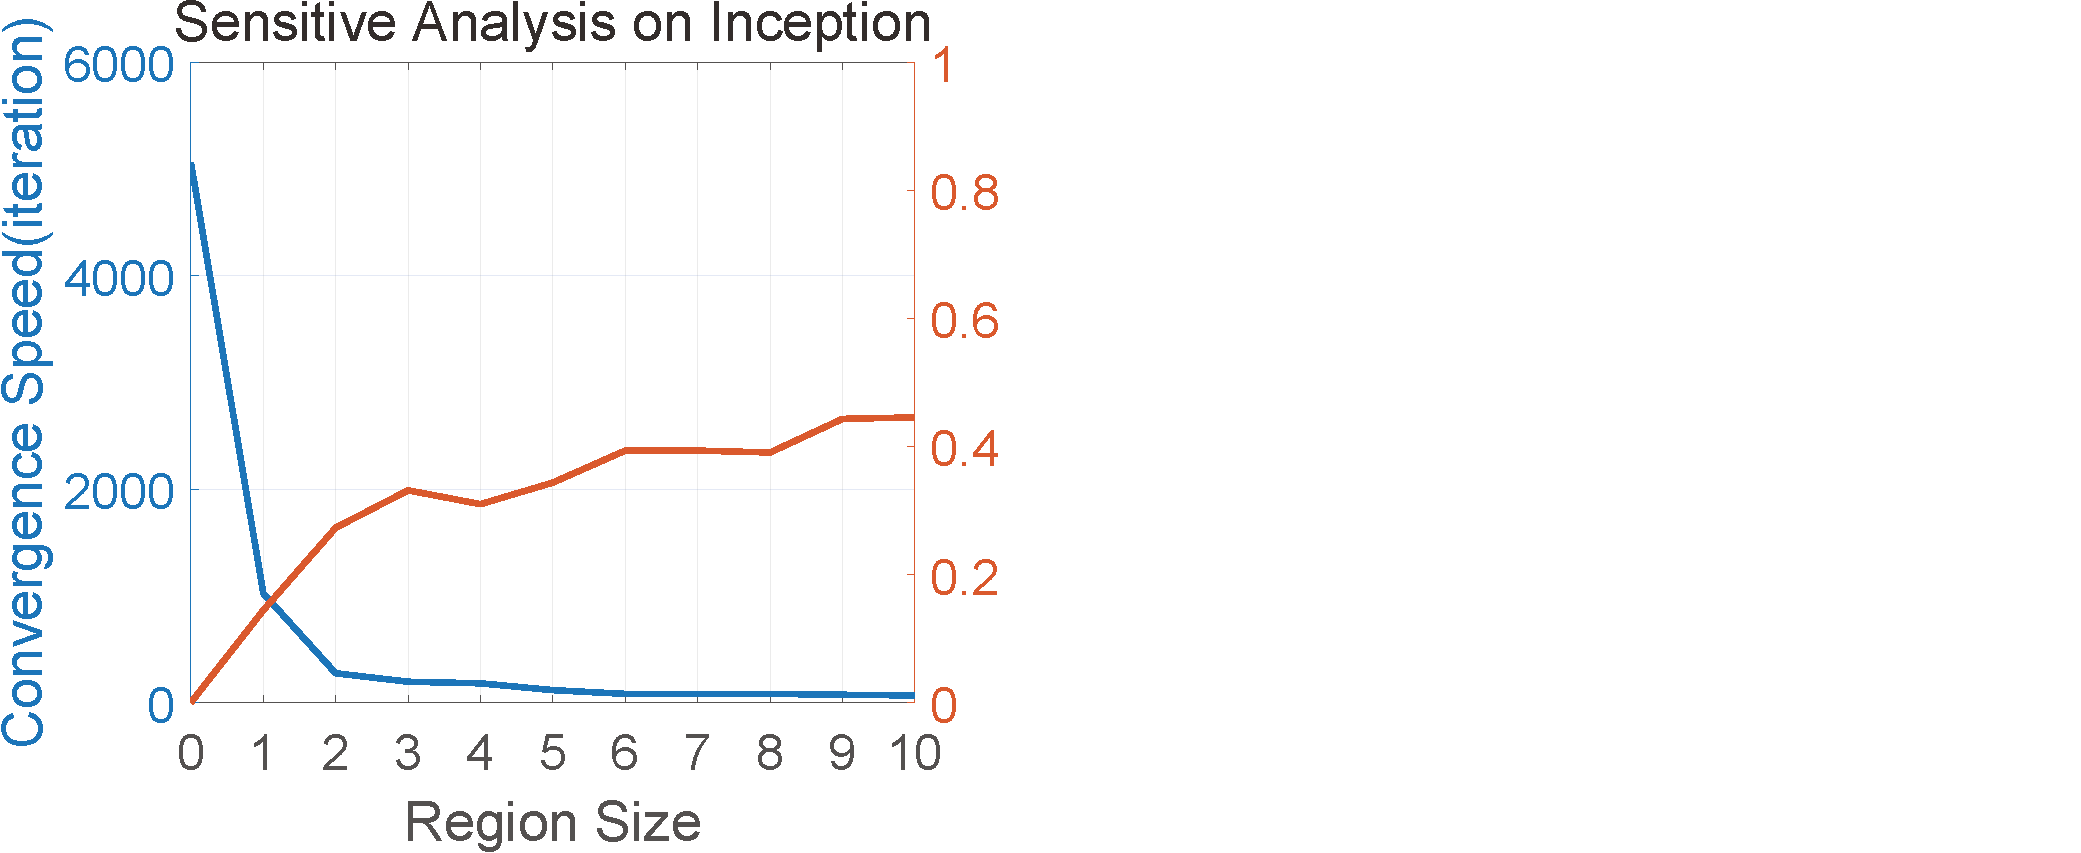 Sensitive Analysis on Inception
Convergence Speed(iteration)
6000
4000
2000
0
1
0.8
0.6
0.4
0.2
0
0 1 2 3 4 5 6 7 8 9 10
Region Size